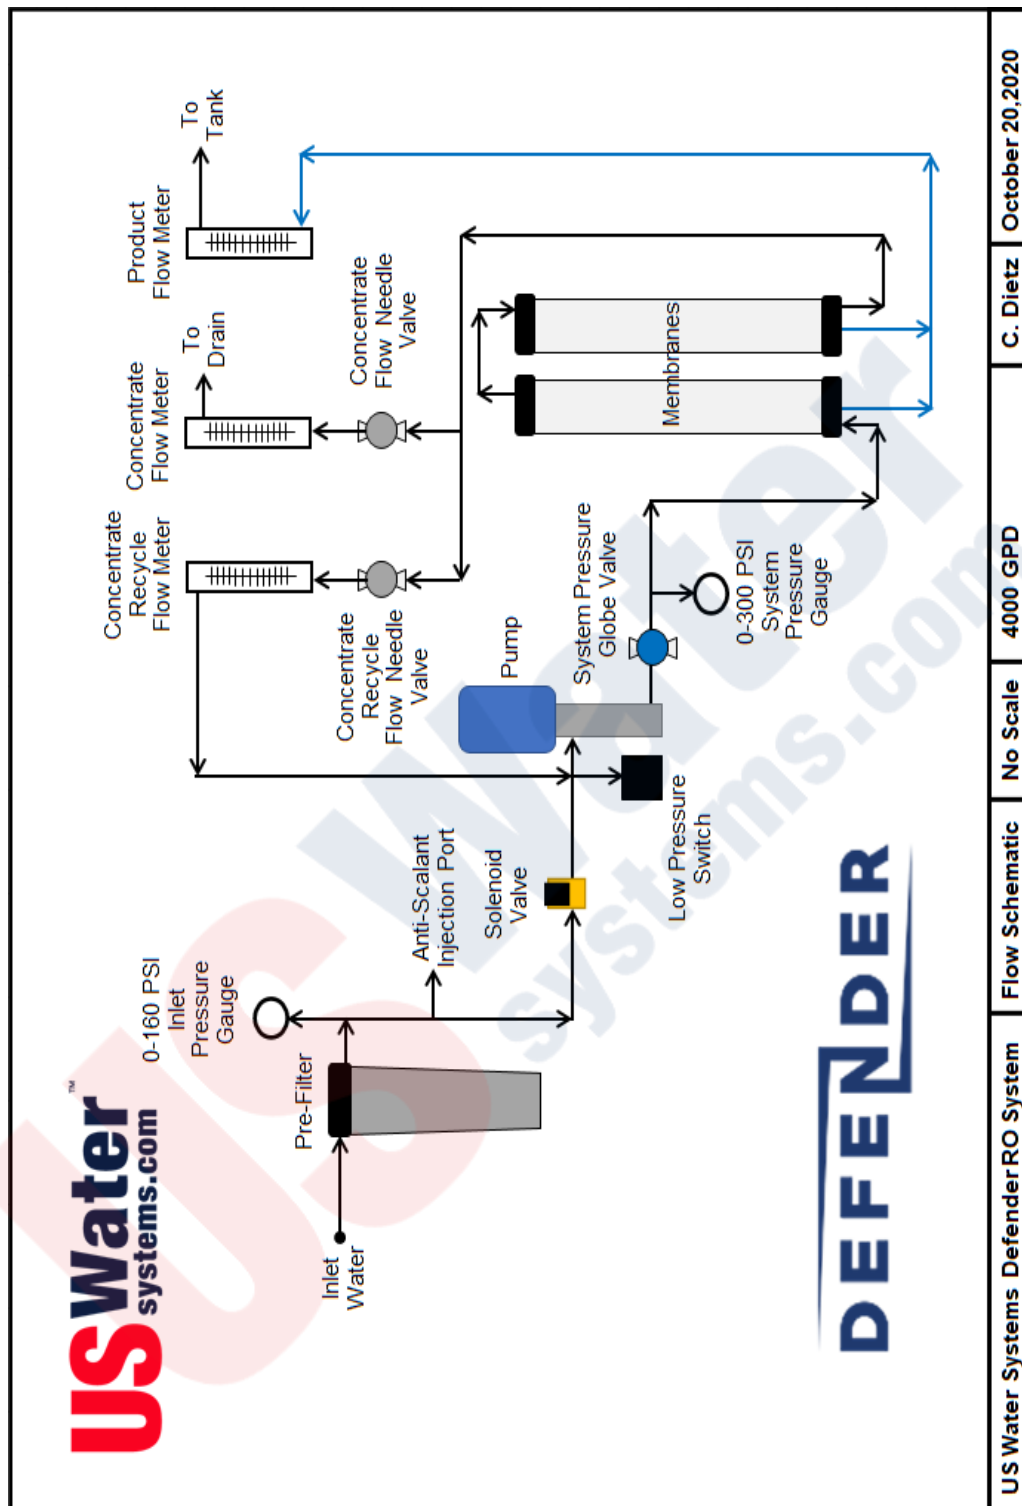 USWater™
systems.com
Inlet
Water
Pre-Filter
0-160 PSI
Inlet
Pressure
Gauge
Anti-Scalant
Injection Port
Solenoid
Valve
Low Pressure
Switch
Pump
Concentrate
Recycle
Flow Meter
Concentrate
Recycle
Flow Needle
Valve
System Pressure
Globe Valve
0-300 PSI
System
Pressure
Gauge
Concentrate
Flow Meter
To
Drain
Concentrate
Flow Needle
Valve
Membranes
Product
Flow Meter
To
Tank
USWater
systems.com
DEFENDER
US Water Systems Defender RO System
Flow Schematic
No Scale
4000 GPD
C. Dietz
October 20,2020